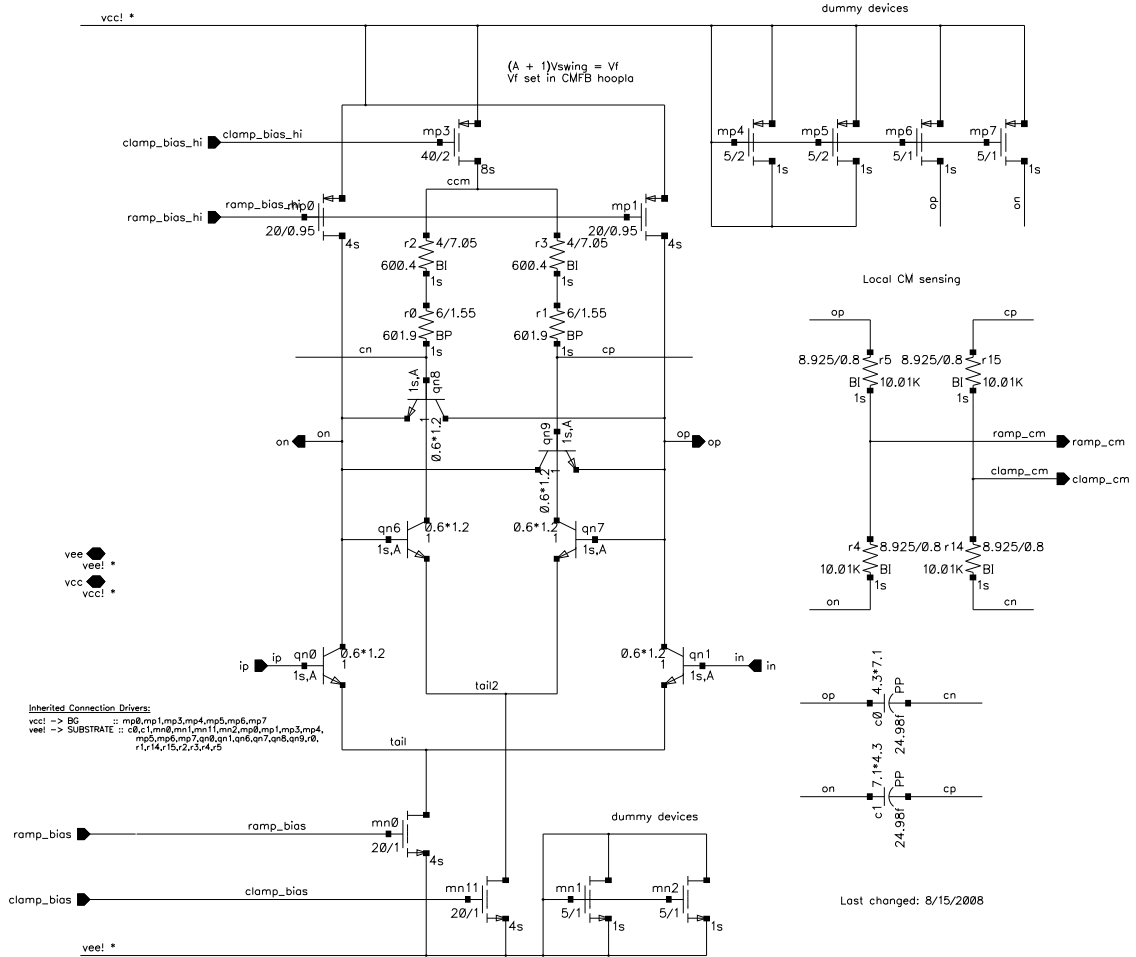 dummy devices
vcc! *
(A + 1)Vswing = Vf
Vf set in CMFB hoopla
clamp_bias_hi
clamp_bias_hi
mp3
40/2
8s
ccm
mp4
5/2
1s
mp5
5/2
1s
mp6
5/1
1s
mp7
5/1
1s
op
on
ramp_bias_hi
ramp_bias_hi
mp0
20/0.95
4s
mp1
20/0.95
4s
r2
4/7.05
600.4
BI
1s
r3
4/7.05
600.4
BI
1s
r0
6/1.55
601.9
BP
1s
r1
6/1.55
601.9
BP
1s
cn
cp
1s,A
qn8
1
0.6*1.2
qn9
1s,A
1
0.6*1.2
on
on
op
op
qn6
0.6*1.2
1
1s,A
0.6*1.2
1
qn7
1s,A
Local CM sensing
op
cp
8.925/0.8
r5
BI
10.01K
1s
8.925/0.8
r15
BI
10.01K
1s
ramp_cm
ramp_cm
clamp_cm
clamp_cm
r4
8.925/0.8
10.01K
BI
1s
r14
8.925/0.8
10.01K
BI
1s
on
cn
vee
vee! *
vcc
vcc! *
ip
ip
qn0
0.6*1.2
1
1s,A
0.6*1.2
1
qn1
1s,A
in
in
tail2
tail
op
4.3*7.1
PP
c0
24.98f
cn
on
7.1*4.3
PP
c1
24.98f
cp
Inherited Connection Drivers:
vcc! -> BG :: mp0,mp1,mp3,mp4,mp5,mp6,mp7
vee! -> SUBSTRATE :: c0,c1,mn0,mn1,mn11,mn2,mp0,mp1,mp3,mp4,
mp5,mp6,mp7,qn0,qn1,qn6,qn7,qn8,qn9,r0,
r1,r14,r15,r2,r3,r4,r5
ramp_bias
ramp_bias
mn0
20/1
4s
clamp_bias
clamp_bias
mn11
20/1
4s
dummy devices
mn1
5/1
1s
mn2
5/1
1s
Last changed: 8/15/2008
vee! *